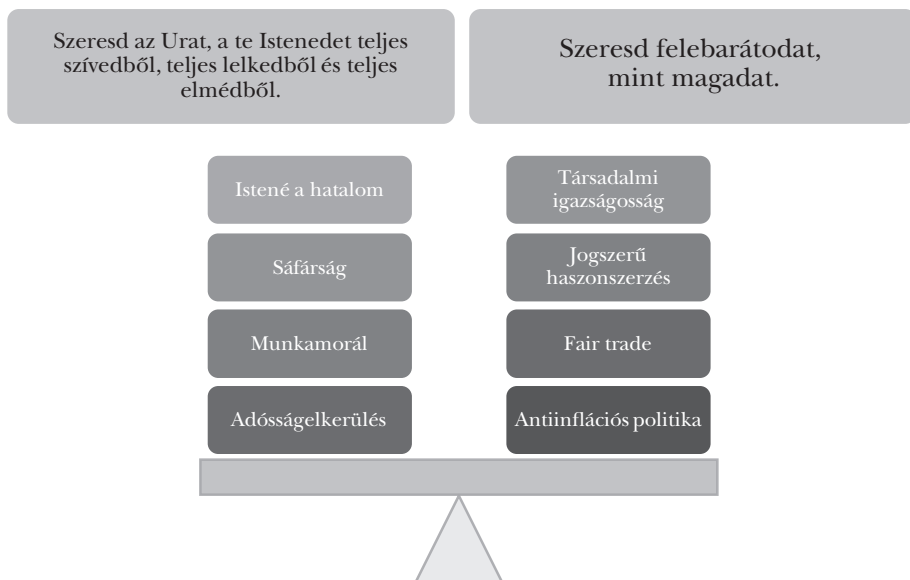 Szeresd az Urat, a te Istenedet teljes
szívedből, teljes lelkedből és teljes
elmédből.
Szeresd felebarátodat,
mint magadat.
Istené a hatalom
Társadalmi
igazságosság
Sáfárság
Jogszerű
haszonszerzés
Munkamorál
Fair trade
Adósságelkerülés
Antiinflációs politika